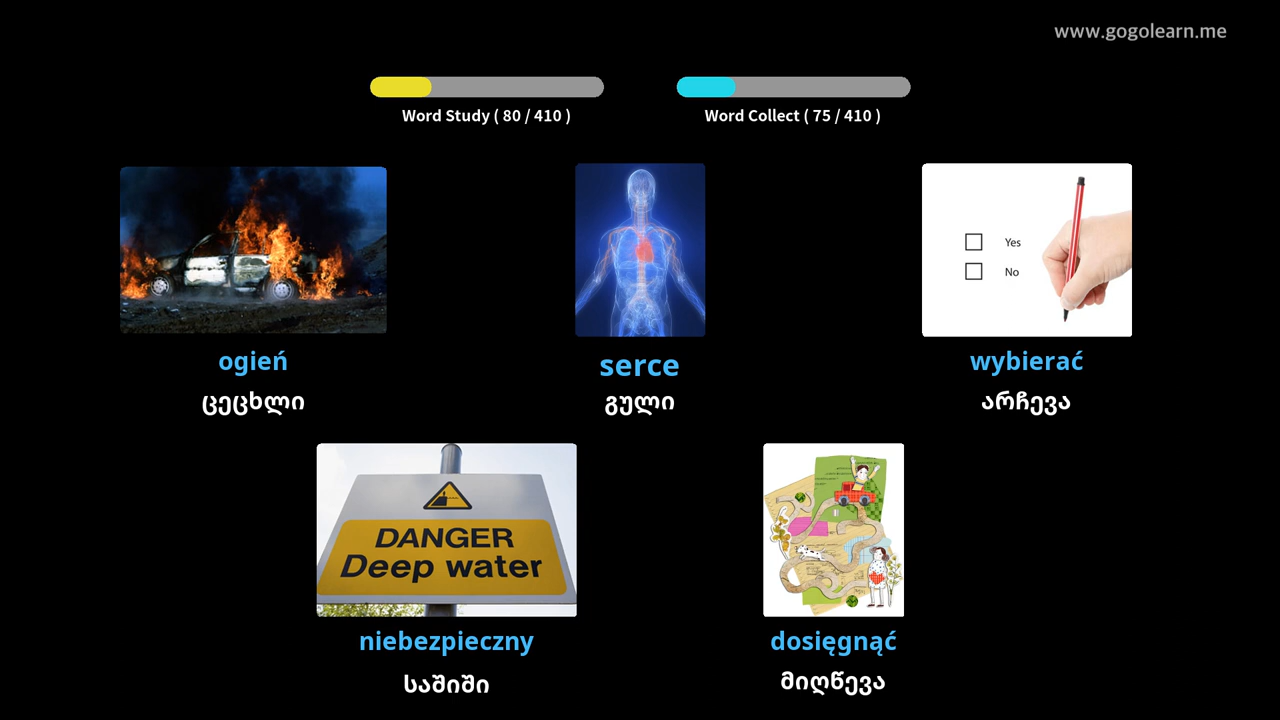 www.gogolearn.me
Word Study ( 80 / 410 )
Word Collect ( 75 / 410 )
Yes
No
ogień
serce
wybierać
ცეცხლი
გული
არჩევა
DANGER
Deep water
niebezpieczny
dosięgnąć
საშიში
მიღწევა